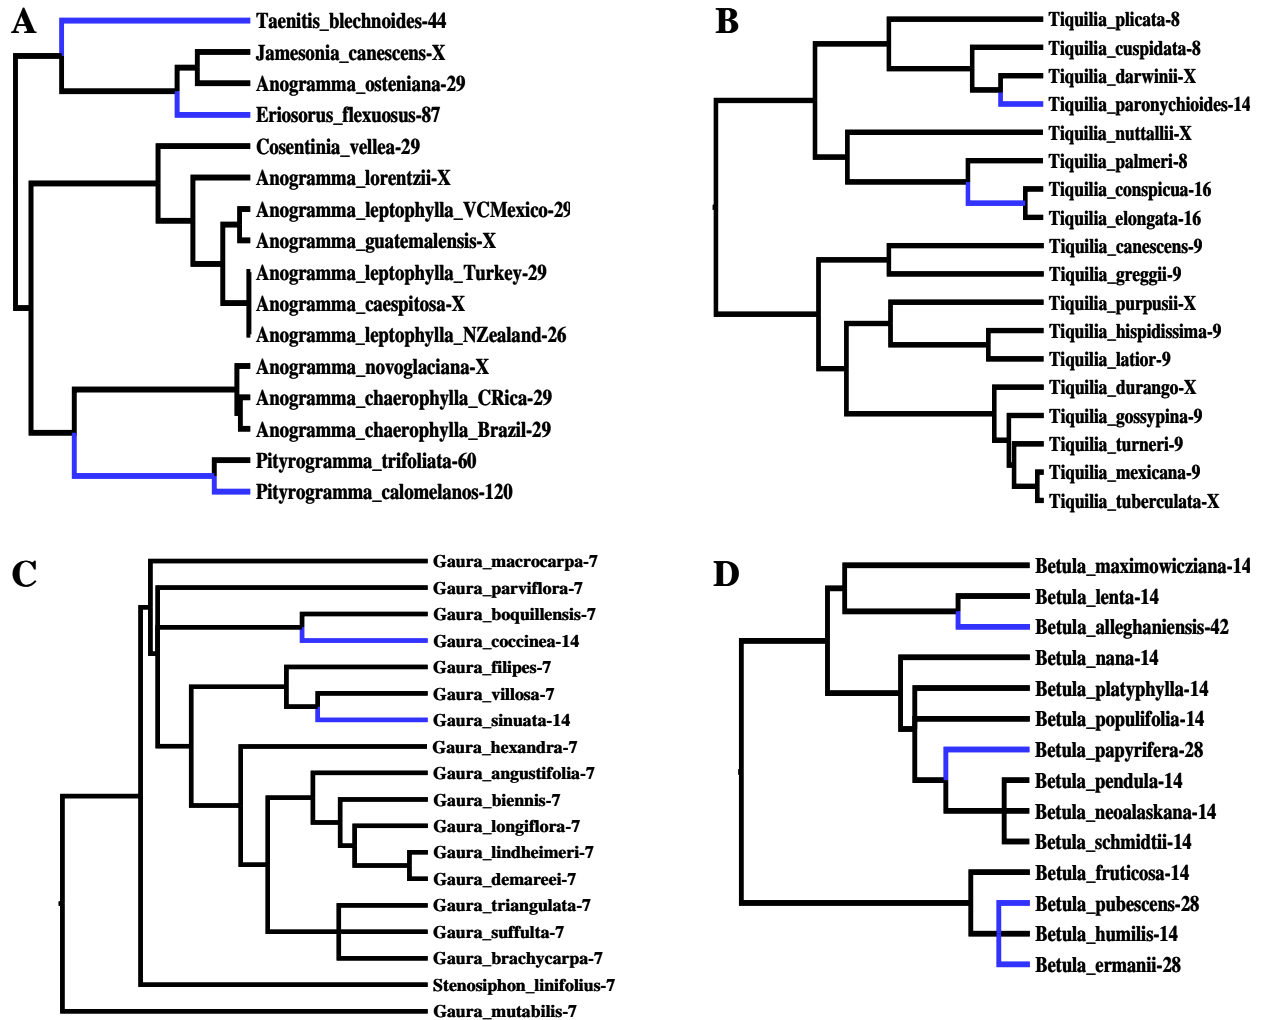 A
Taenitis_blechnoides-44
Jamesonia_canescens-X
Anogramma_osteniana-29
Eriosorus_flexuosus-87
Cosentinia_vellea-29
Anogramma_lorentzii-X
Anogramma_leptophylla_VCMexico-29
Anogramma_guatemalensis-X
Anogramma_leptophylla_Turkey-29
Anogramma_caespitosa-X
Anogramma_leptophylla_NZealand-26
Anogramma_novoglaciana-X
Anogramma_chaerophylla_CRica-29
Anogramma_chaerophylla_Brazil-29
Pityrogramma_trifoliata-60
Pityrogramma_calomelanos-120
B
Tiquilia_plicata-8
Tiquilia_cuspidata-8
Tiquilia_darwinii-X
Tiquilia_paronychioides-14
Tiquilia_nuttallii-X
Tiquilia_palmeri-8
Tiquilia_conspicua-16
Tiquilia_elongata-16
Tiquilia_canescens-9
Tiquilia_greggii-9
Tiquilia_purpusii-X
Tiquilia_hispidissima-9
Tiquilia_latior-9
Tiquilia_durango-X
Tiquilia_gossypina-9
Tiquilia_turneri-9
Tiquilia_mexicana-9
Tiquilia_tuberculata-X
C
Gaura_macrocarpa-7
Gaura_parviflora-7
Gaura_boquillensis-7
Gaura_coccinea-14
Gaura_filipes-7
Gaura_villosa-7
Gaura_sinuata-14
Gaura_hexandra-7
Gaura_angustifolia-7
Gaura_biennis-7
Gaura_longiflora-7
Gaura_lindheimeri-7
Gaura_demareei-7
Gaura_triangulata-7
Gaura_suffulta-7
Gaura_brachycarpa-7
Stenosiphon_linifolius-7
Gaura_mutabilis-7
D
Betula_maximowicziana-14
Betula_lenta-14
Betula_alleghaniensis-42
Betula_nana-14
Betula_platyphylla-14
Betula_populifolia-14
Betula_papyrifera-28
Betula_pendula-14
Betula_neoalaskana-14
Betula_schmidtii-14
Betula_fruticosa-14
Betula_pubescens-28
Betula_humilis-14
Betula_ermanii-28